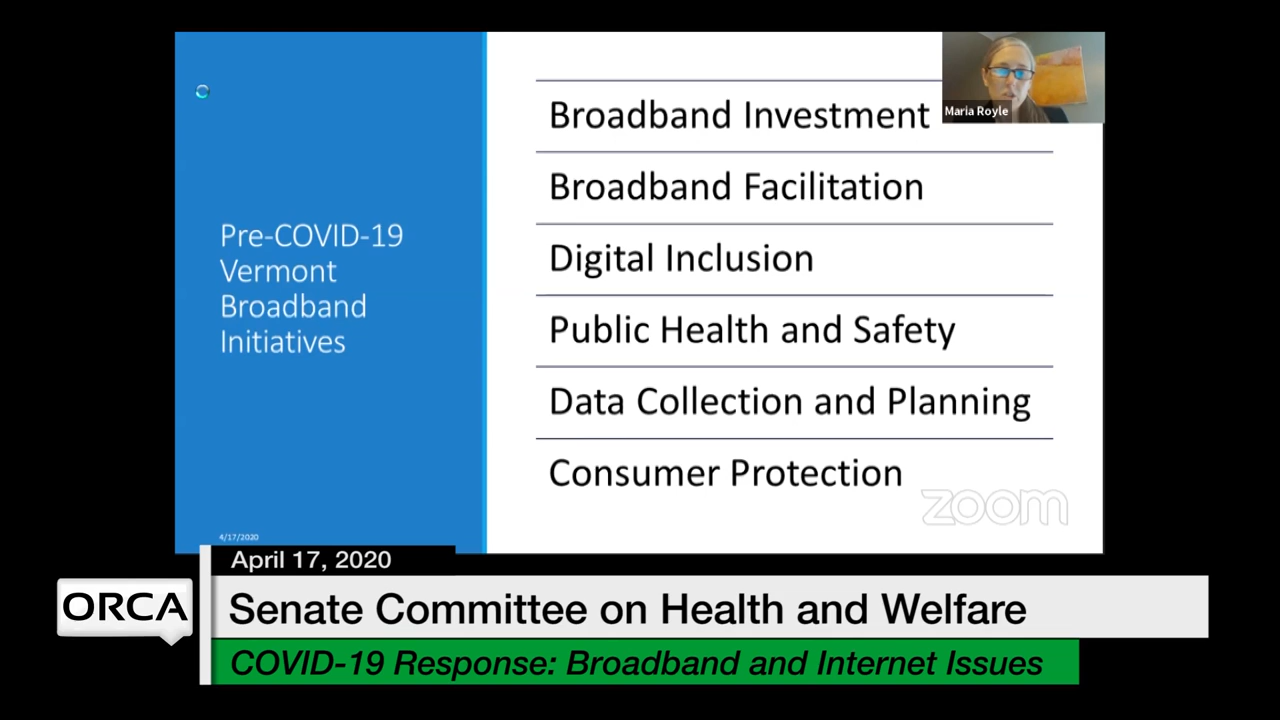 Broadband Investment
Maria Royle
Broadband Facilitation
Digital Inclusion
Public Health and Safety
Data Collection and Planning
Consumer Protection
Pre-COVID-19
Vermont
Broadband
Initiatives
zoom
4/17/2020
April 17, 2020
ORCA
Senate Committee on Health and Welfare
COVID-19 Response: Broadband and Internet Issues